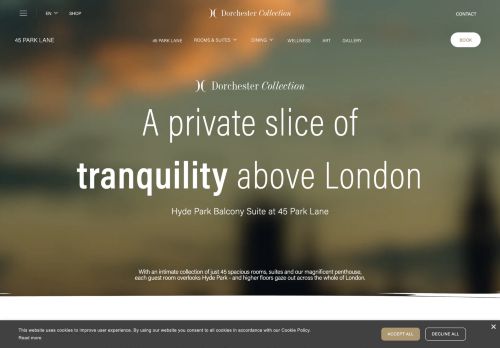 EN SHOP Dorchester Collection CONTACT
45 PARK LANE 45 PARK LANE ROOMS & SUITES DINING WELLNESS ART GALLERY BOOK
Dorchester Collection
A private slice of
tranquility above London
Hyde Park Balcony Suite at 45 Park Lane
With an intimate collection of just 45 spacious rooms, suites and our magnificent penthouse,
each guest room overlooks Hyde Park - and higher floors gaze out across the whole of London.
This website uses cookies to improve user experience. By using our website you consent to all cookies in accordance with our Cookie Policy.
Read more
ACCEPT ALL DECLINE ALL